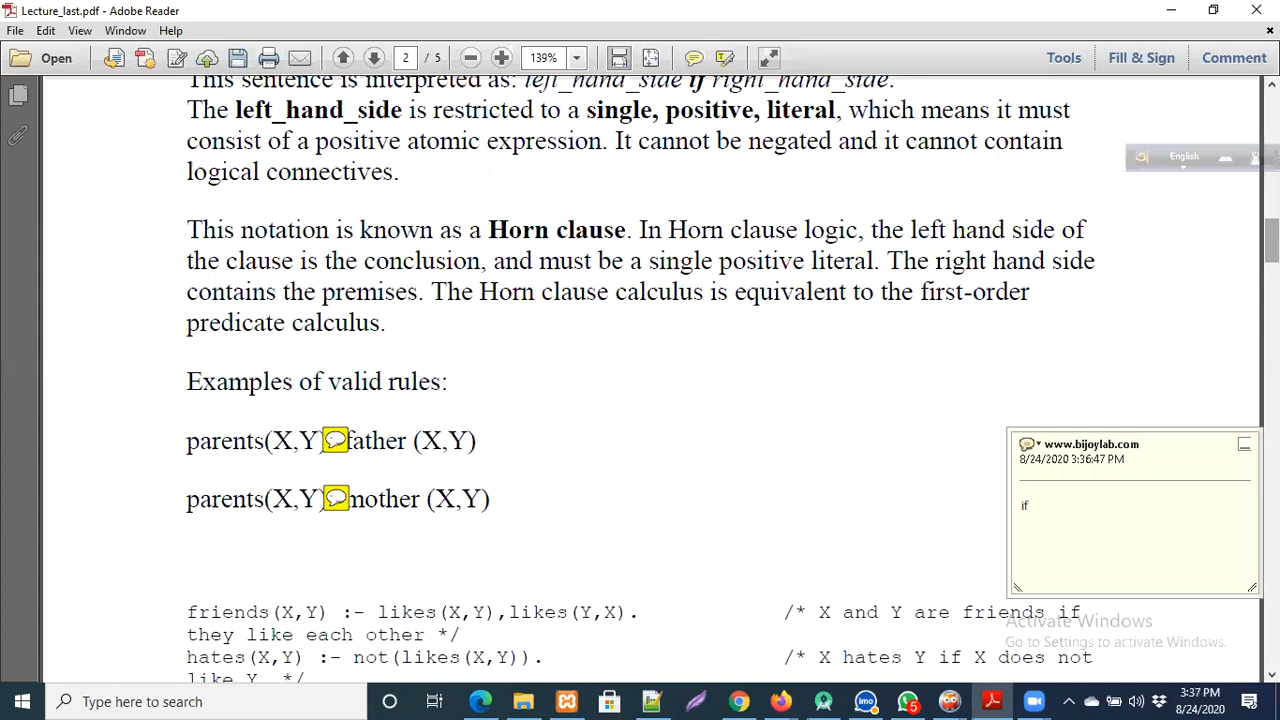 Lecture_last.pdf - Adobe Reader
File Edit View Window Help
Open 2 / 5 139% Tools Fill & Sign Comment
This sentence is interpreted as: left_hand_side if right_hand_side.
The left_hand_side is restricted to a single, positive, literal, which means it must
consist of a positive atomic expression. It cannot be negated and it cannot contain
logical connectives.
English
This notation is known as a Horn clause. In Horn clause logic, the left hand side of
the clause is the conclusion, and must be a single positive literal. The right hand side
contains the premises. The Horn clause calculus is equivalent to the first-order
predicate calculus.
Examples of valid rules:
parents(X,Y) father (X,Y)
parents(X,Y) mother (X,Y)
www.bijoylab.com
8/24/2020 3:36:47 PM
if
friends(X,Y) :- likes(X,Y),likes(Y,X). /* X and Y are friends if
they like each other */
hates(X,Y) :- not(likes(X,Y)). /* X hates Y if X does not
like Y. */
Activate Windows
Go to Settings to activate Windows.
Type here to search
5
3:37 PM
8/24/2020